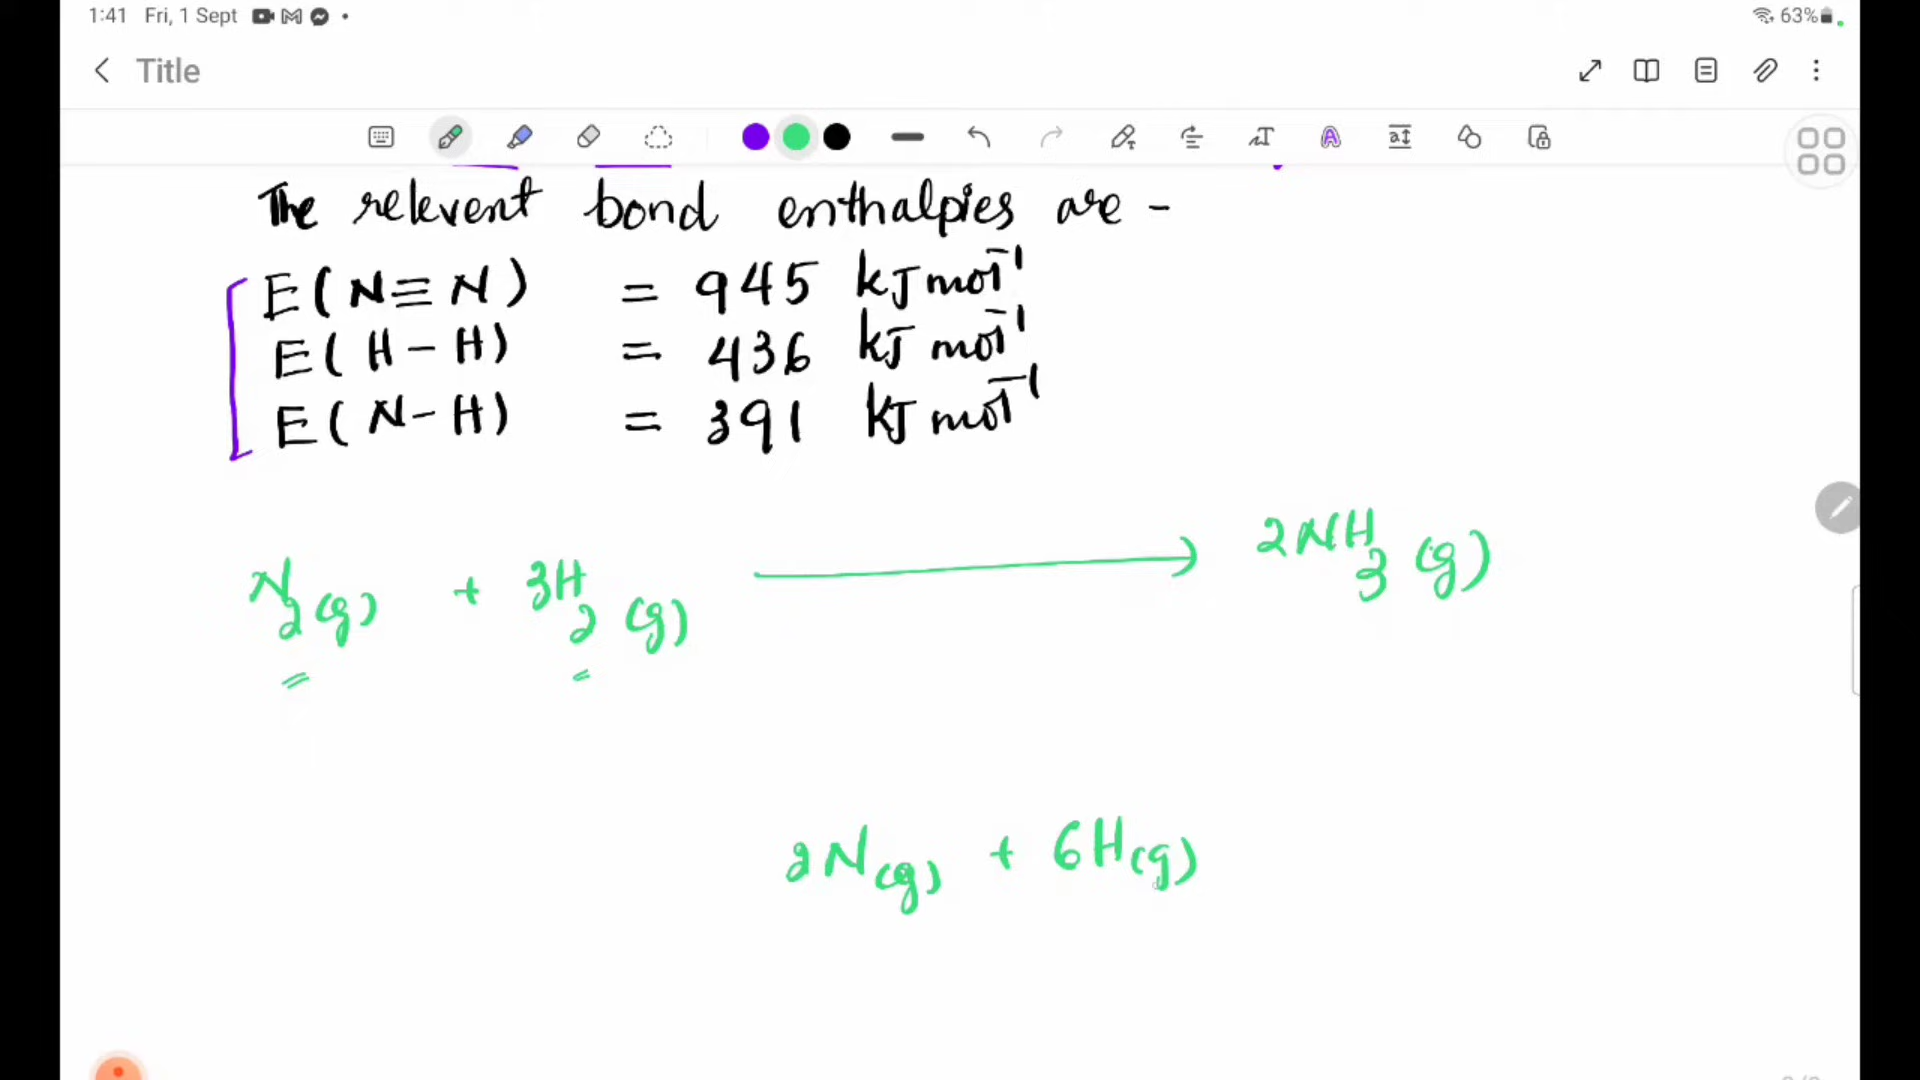 1:41 Fri, 1 Sept
63%
Title
The relevent bond enthalpies are -
E(N≡N) = 945 kJ mol⁻¹
E(H-H) = 436 kJ mol⁻¹
E(N-H) = 391 kJ mol⁻¹
N₂(g) + 3H₂(g) ⟶ 2NH₃(g)
2N(g) + 6H(g)